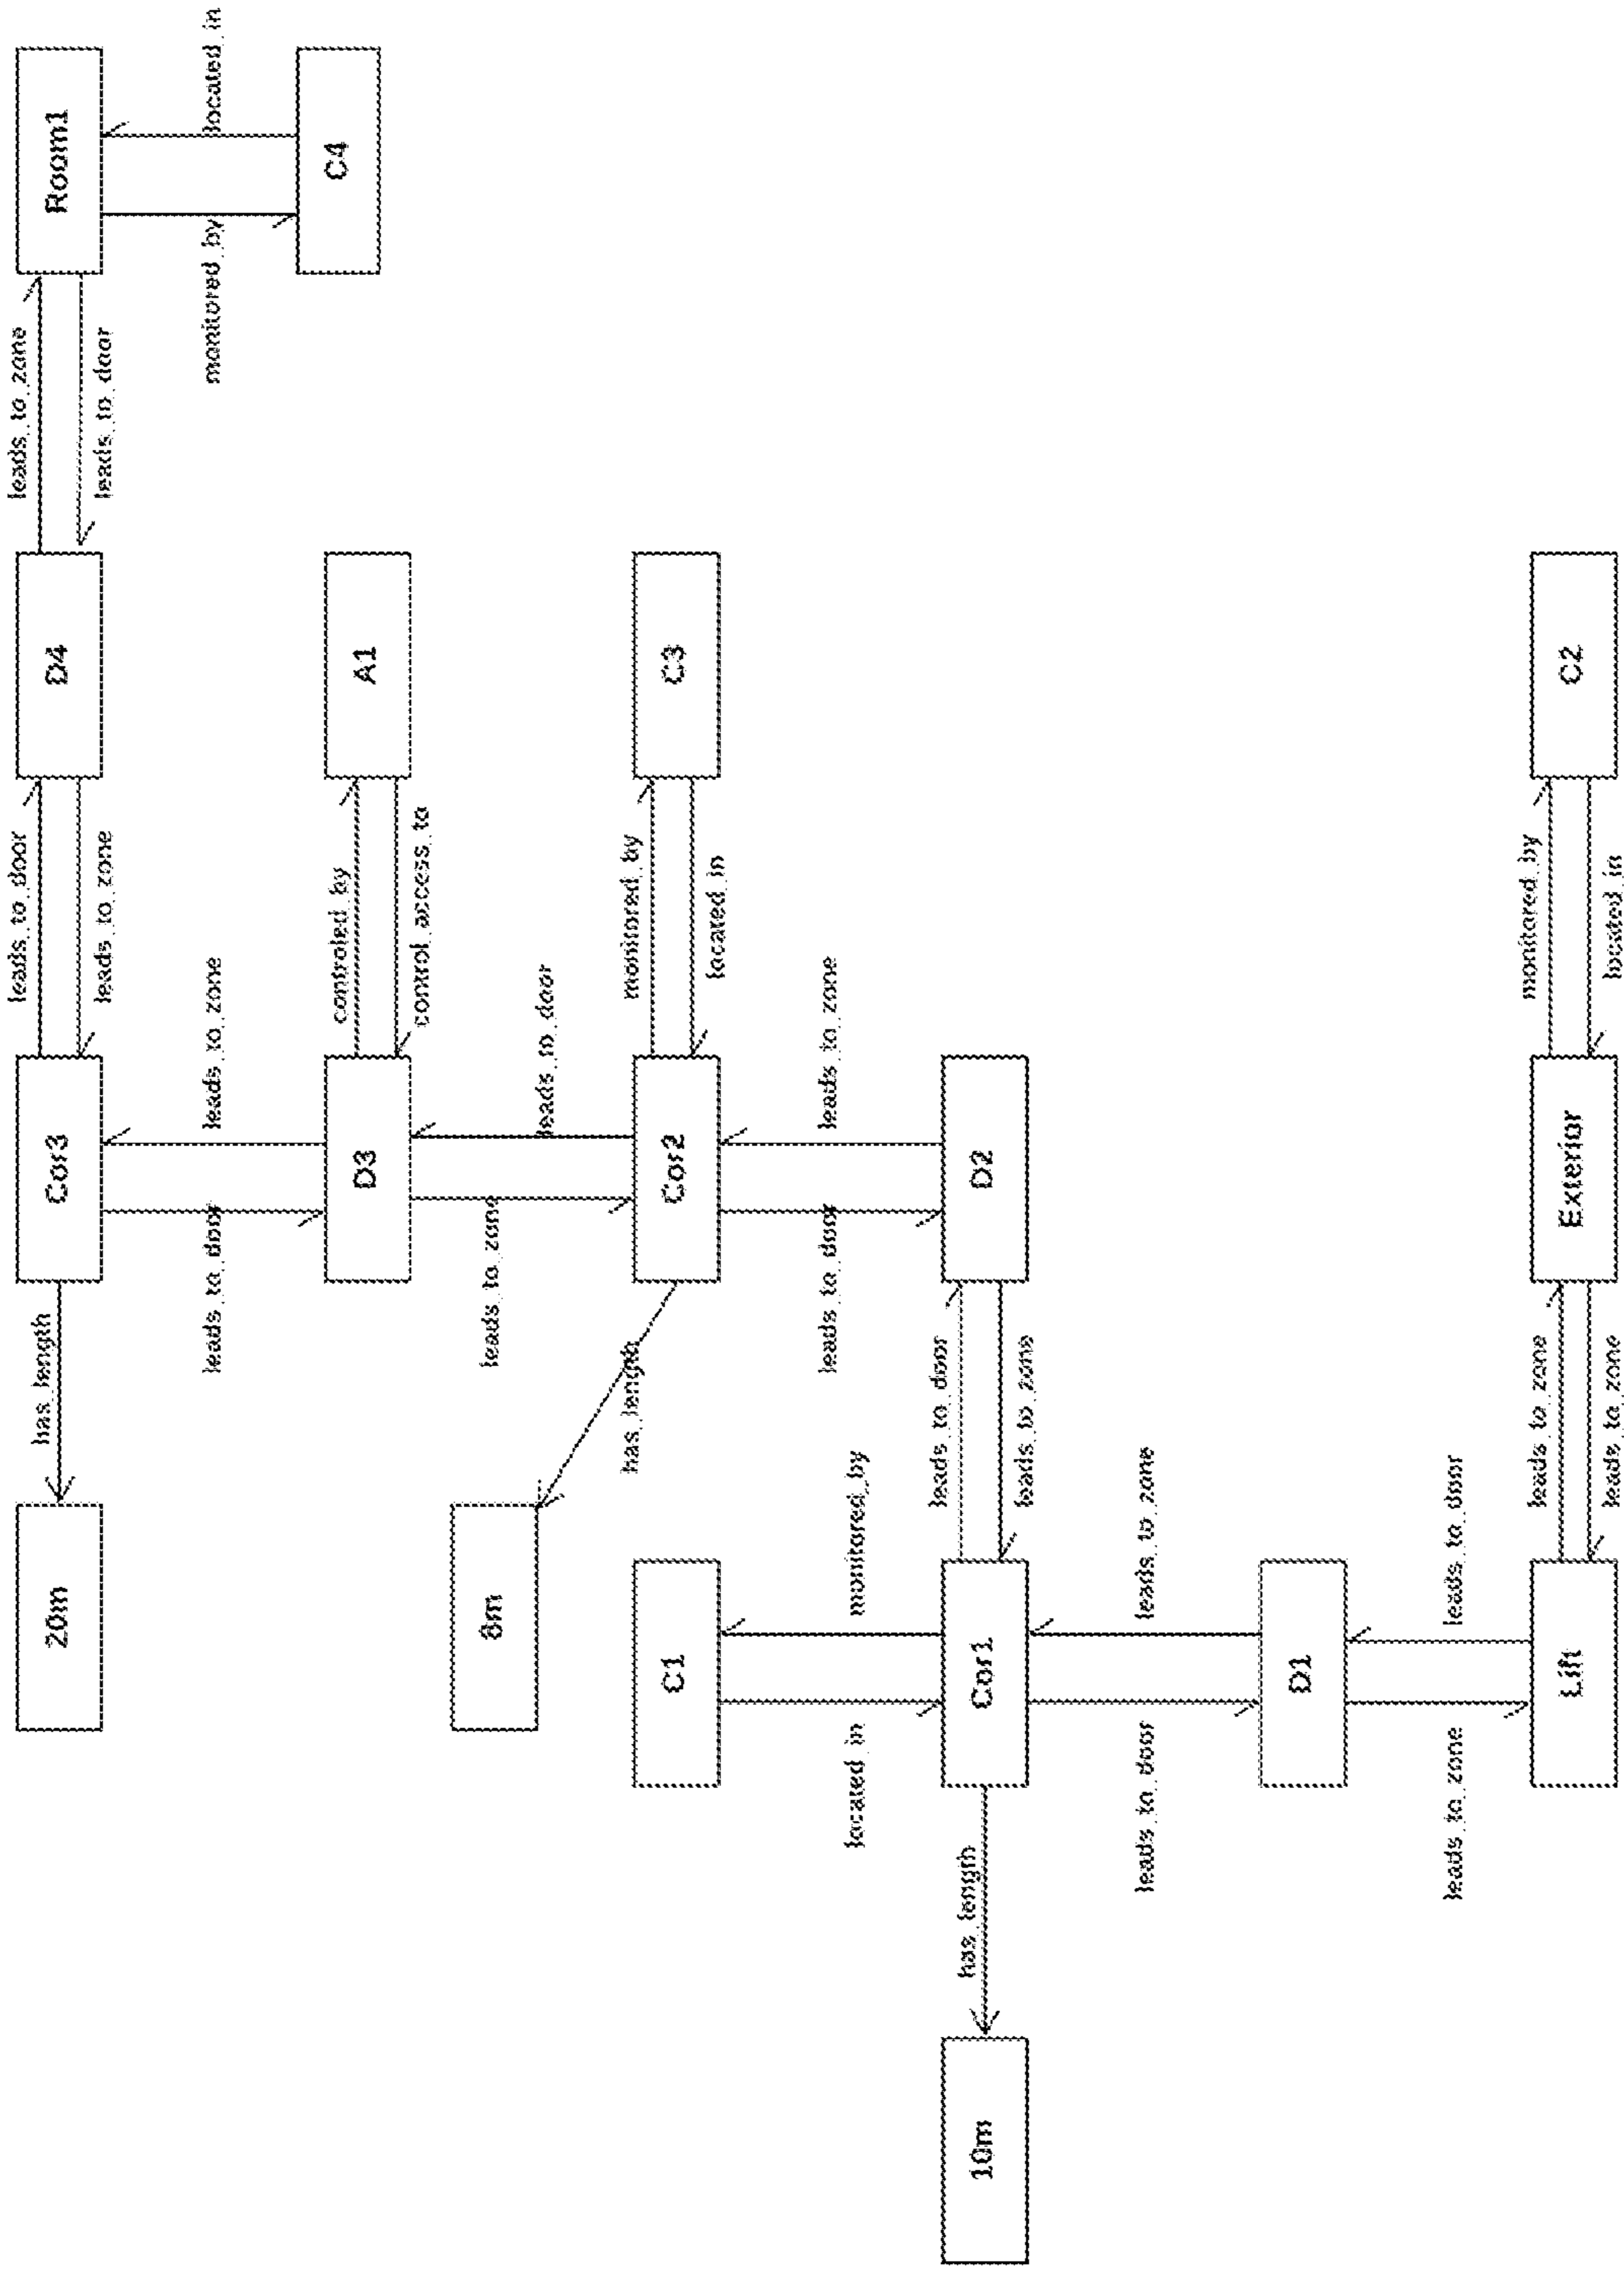 leads_to_door
leads_to_zone
has_length
20m
Cor3
D4
Room1
leads_to_zone
leads_to_door
leads_to_door
leads_to_zone
monitored_by
located_in
controled_by
C4
D3
A1
control_access_to
leads_to_zone
8m
leads_to_door
has_length
monitored_by
C1
Cor2
C3
located_in
leads_to_door
leads_to_zone
located_in
monitored_by
leads_to_door
has_length
10m
Cor1
D2
leads_to_zone
leads_to_door
leads_to_zone
D1
leads_to_zone
leads_to_door
leads_to_zone
monitored_by
Lift
Exterior
C2
leads_to_zone
located_in